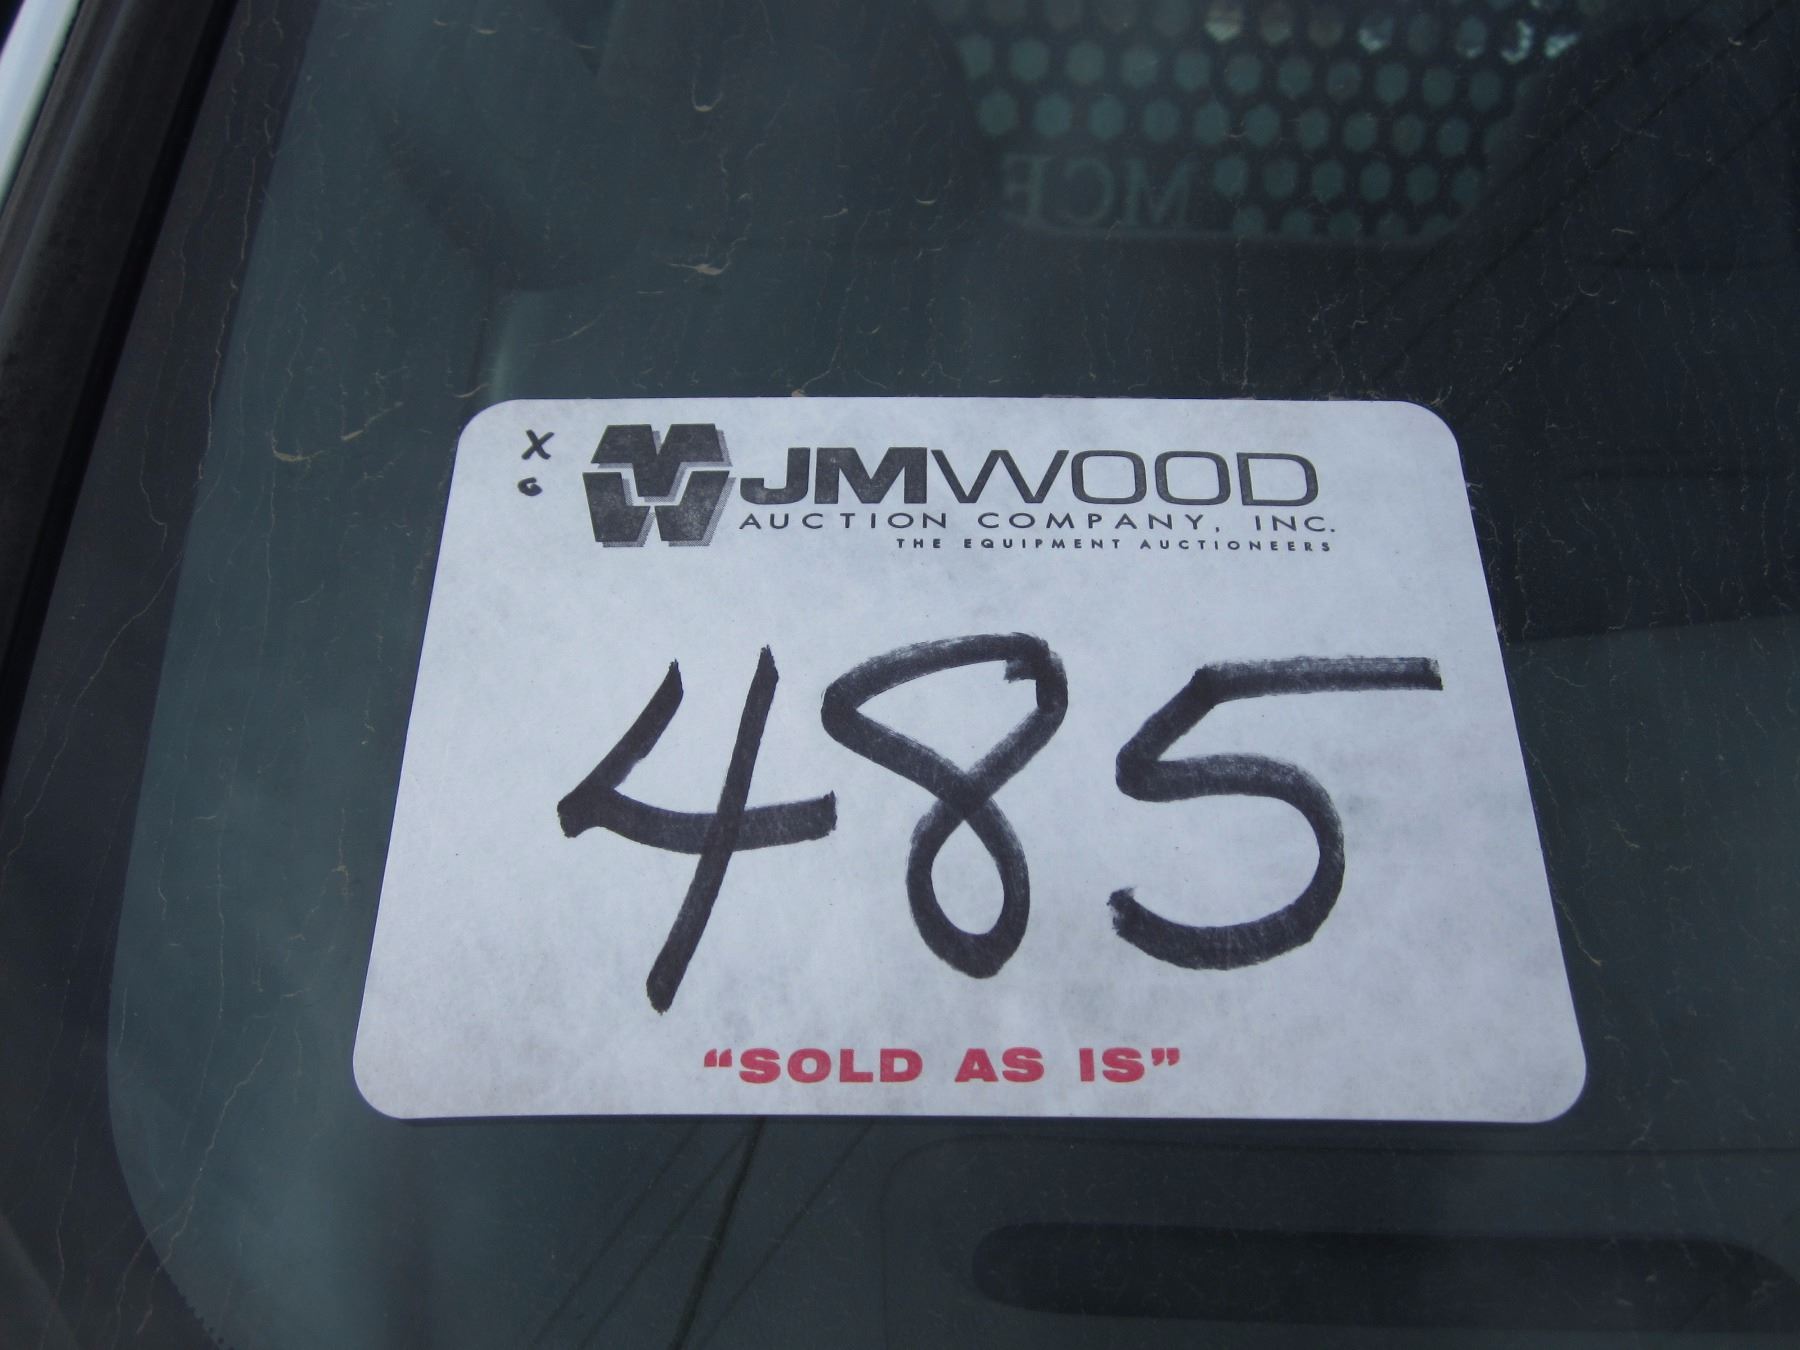 X
G
JMWOOD
AUCTION COMPANY, INC.
THE EQUIPMENT AUCTIONEERS
485
“SOLD AS IS”